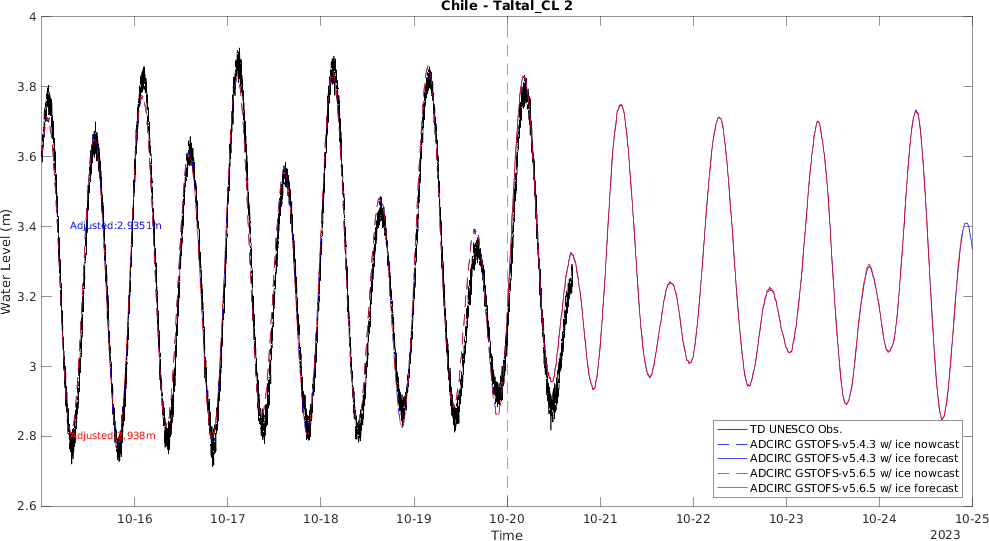 Chile - Taltal_CL 2
Water Level (m)
4
3.8
3.6
3.4
3.2
3
2.8
2.6
Adjusted:2.9351m
Adjusted:2.938m
TD UNESCO Obs.
ADCIRC GSTOFS-v5.4.3 w/ ice nowcast
ADCIRC GSTOFS-v5.4.3 w/ ice forecast
ADCIRC GSTOFS-v5.6.5 w/ ice nowcast
ADCIRC GSTOFS-v5.6.5 w/ ice forecast
10-16 10-17 10-18 10-19 10-20 10-21 10-22 10-23 10-24 10-25
Time
2023